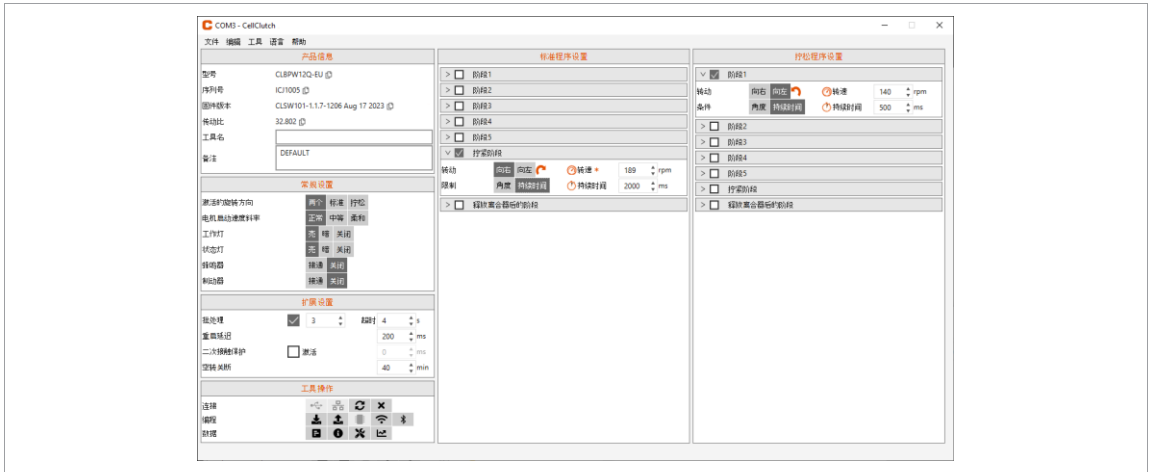 COM3 - CellClutch
文件 编辑 工具 语言 帮助
产品信息
型号 CLBPW12Q-EU
序列号 ICJ1005
固件版本 CLSW101-1.1.7-1206 Aug 17 2023
传动比 32.802
工具名
备注 DEFAULT
常规设置
激活的旋转方向 两个 标准 拧松
电机启动速度斜率 正常 中等 柔和
工作灯 亮 暗 关闭
状态灯 亮 暗 关闭
蜂鸣器 接通 关闭
制动器 接通 关闭
扩展设置
批处理 3 超时 4 s
重启延迟 200 ms
二次接触保护 激活 0 ms
空转关断 40 min
工具操作
连接
编程
数据
标准程序设置
阶段1
阶段2
阶段3
阶段4
阶段5
拧紧阶段
转动 向右 向左 转速 * 189 rpm
限制 角度 持续时间 持续时间 2000 ms
释放离合器后的阶段
拧松程序设置
阶段1
转动 向右 向左 转速 140 rpm
条件 角度 持续时间 持续时间 500 ms
阶段2
阶段3
阶段4
阶段5
拧紧阶段
释放离合器后的阶段